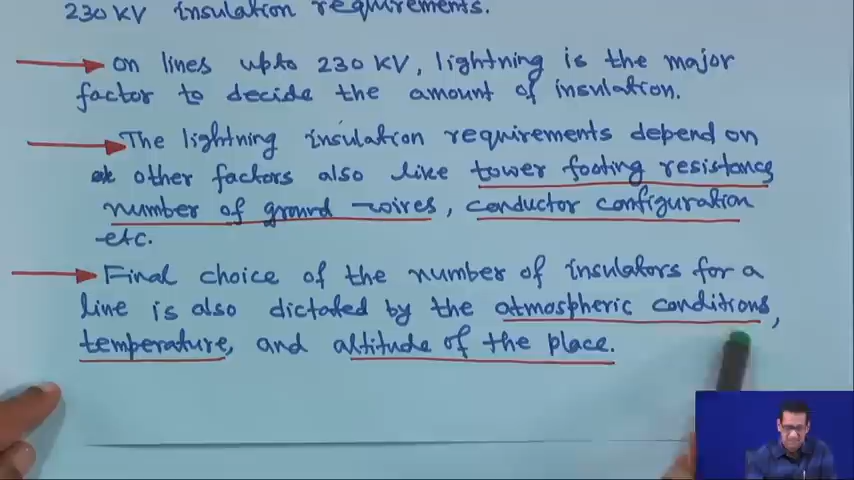 230 KV insulation requirements.
on lines upto 230 KV, lightning is the major
factor to decide the amount of insulation.
The lightning insulation requirements depend on
other factors also like tower footing resistance
number of ground wires, conductor configuration
etc.
Final choice of the number of insulators for a
line is also dictated by the atmospheric conditions,
temperature, and altitude of the place.